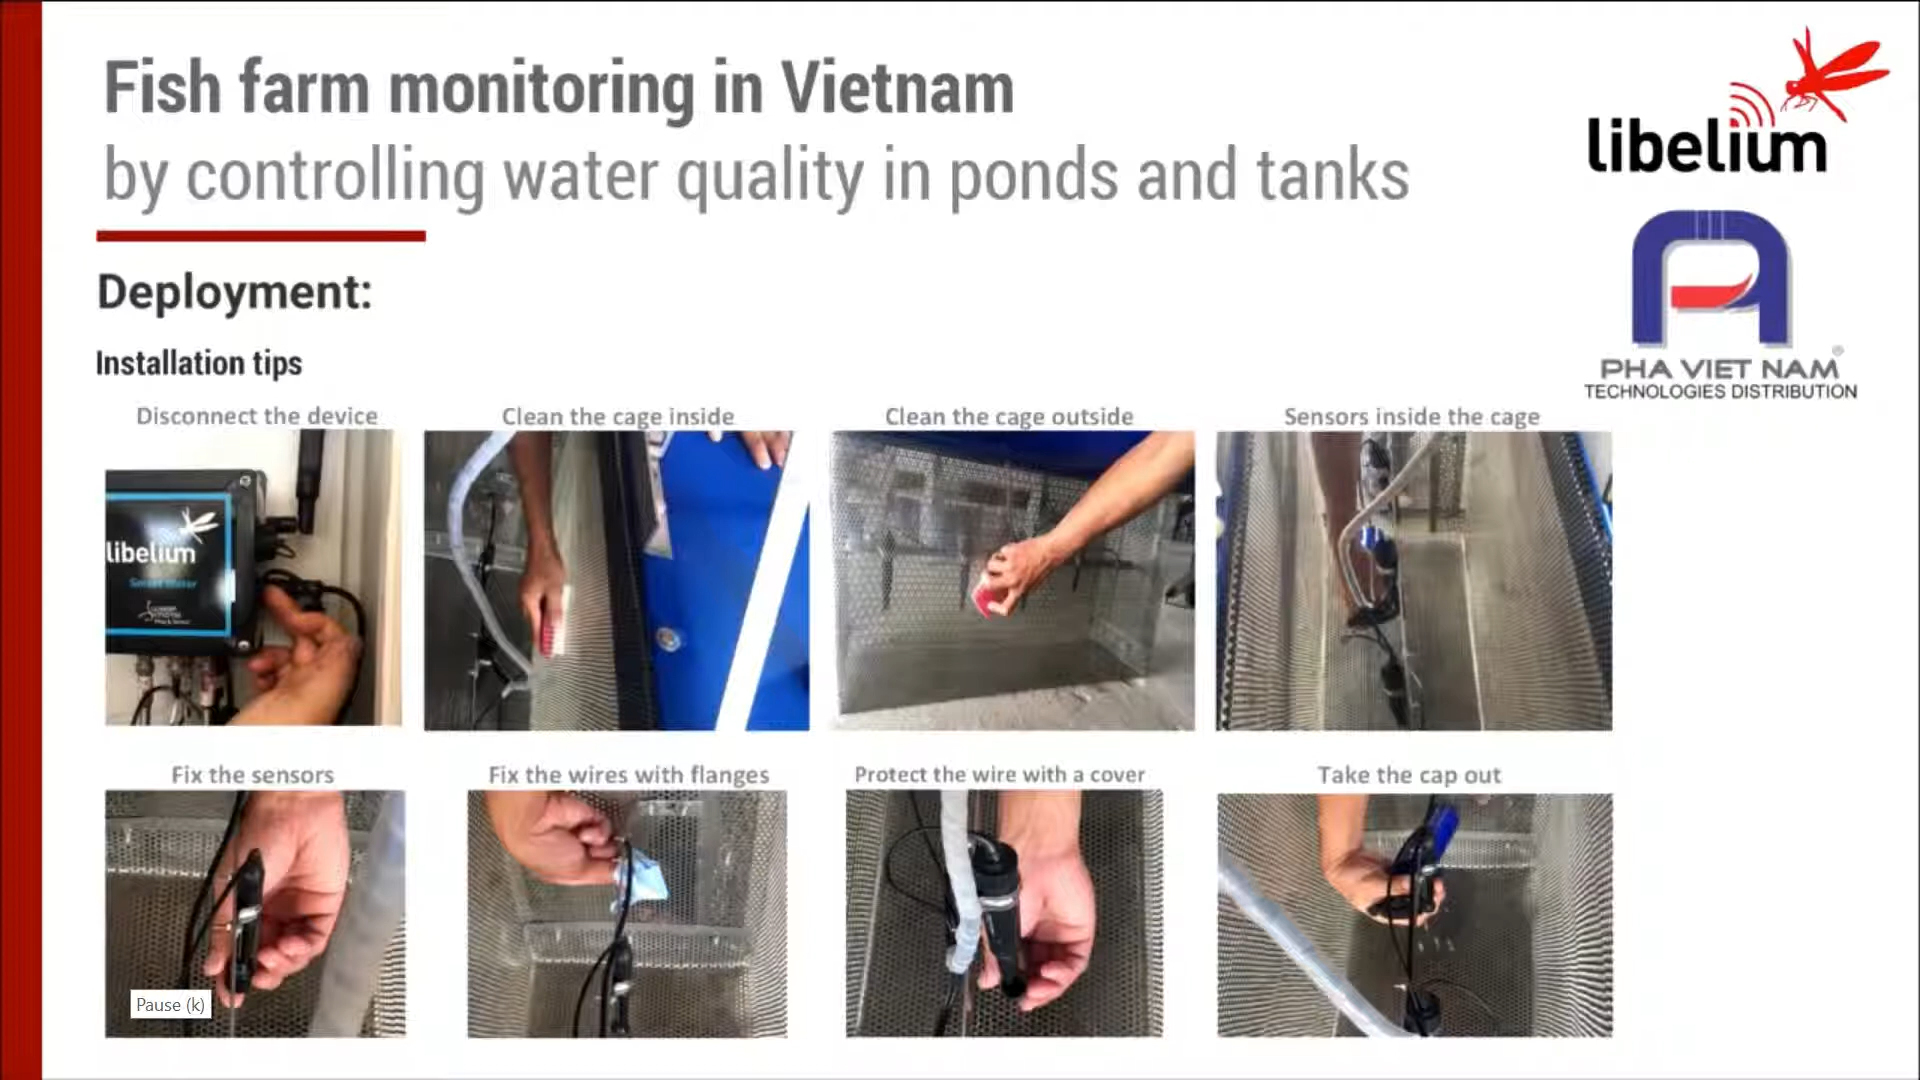 Fish farm monitoring in Vietnam
by controlling water quality in ponds and tanks
libelium
PHA VIET NAM
TECHNOLOGIES DISTRIBUTION
Deployment:
Installation tips
Disconnect the device
Clean the cage inside
Clean the cage outside
Sensors inside the cage
libelium
Smart Water
Fix the sensors
Fix the wires with flanges
Protect the wire with a cover
Take the cap out
Pause (k)